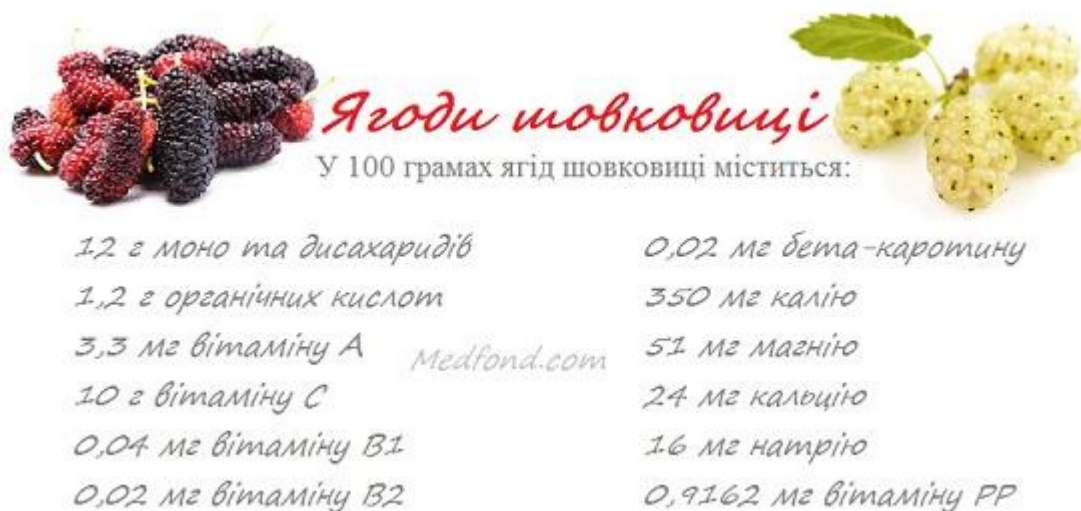 Ягоди шовковиці
У 100 грамах ягід шовковиці міститься:
12 г моно та дисахаридів
1,2 г органічних кислот
3,3 мг вітаміну А
10 г вітаміну С
0,04 мг вітаміну В1
0,02 мг вітаміну В2
Medfond.com
0,02 мг бета-каротину
350 мг калію
51 мг магнію
24 мг кальцію
16 мг натрію
0,9162 мг вітаміну РР